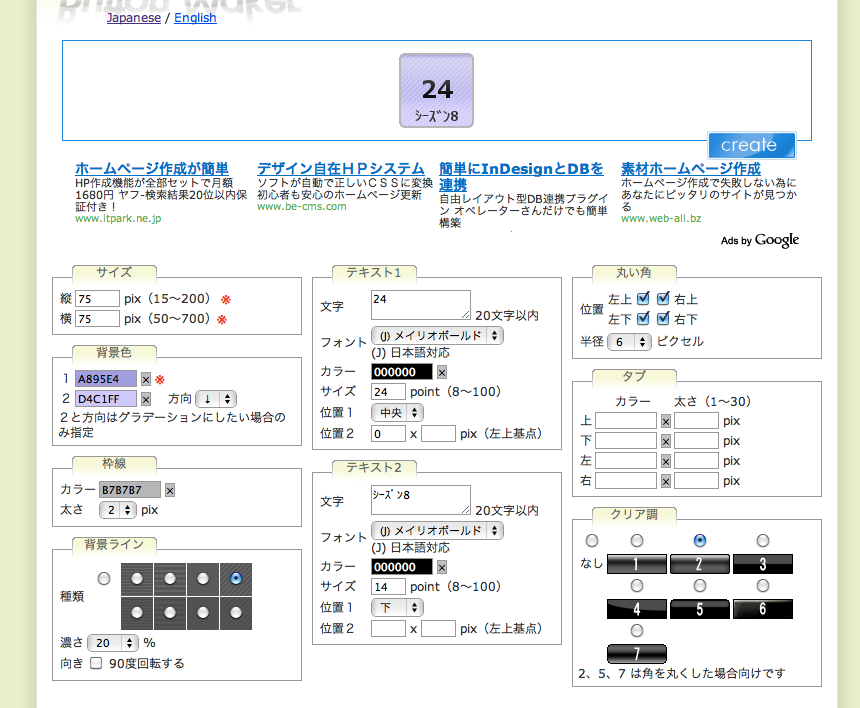 Button Maker
Japanese / English
24
ｼｰｽﾞﾝ8
create
ホームページ作成が簡単
HP作成機能が全部セットで月額
1680円 ヤフ-検索結果20位以内保
証付き！
www.itpark.ne.jp
デザイン自在ＨＰシステム
ソフトが自動で正しいＣＳＳに変換
初心者も安心のホームページ更新
www.be-cms.com
簡単にInDesignとDBを
連携
自由レイアウト型DB連携プラグイ
ン オペレーターさんだけでも簡単
構築
素材ホームページ作成
ホームページ作成で失敗しない為に
あなたにピッタリのサイトが見つか
る
www.web-all.bz
Ads by Google
サイズ
縦 75 pix（15～200）※
横 75 pix（50～700）※
背景色
1 A895E4 x ※
2 D4C1FF x 方向 ↓
２と方向はグラデーションにしたい場合の
み指定
枠線
カラー B7B7B7 x
太さ 2 pix
背景ライン
種類
濃さ 20 %
向き 90度回転する
テキスト1
文字 24 20文字以内
フォント (J) メイリオボールド
(J) 日本語対応
カラー 000000 x
サイズ 24 point（8～100）
位置１ 中央
位置２ 0 x pix（左上基点）
テキスト2
文字 ｼｰｽﾞﾝ8 20文字以内
フォント (J) メイリオボールド
(J) 日本語対応
カラー 000000 x
サイズ 14 point（8～100）
位置１ 下
位置２ x pix（左上基点）
丸い角
位置 左上 右上
左下 右下
半径 6 ピクセル
タブ
カラー 太さ（1～30）
上 x pix
下 x pix
左 x pix
右 x pix
クリア調
なし 1 2 3
4 5 6
7
2、5、7 は角を丸くした場合向けです